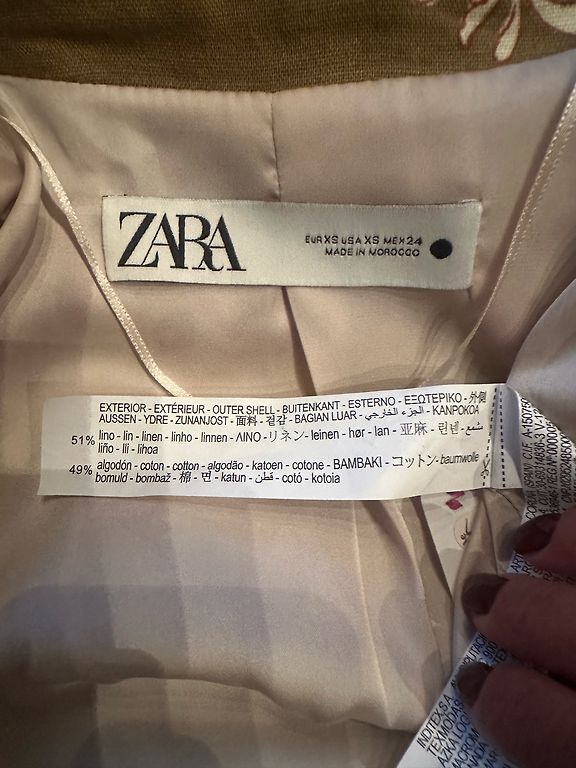 ZARA
EUR XS USA XS MEX 24
MADE IN MOROCCO
EXTERIOR - EXTÉRIEUR - OUTER SHELL - BUITENKANT - ESTERNO - ΕΞΩΤΕΡΙΚΟ - 外側
AUSSEN - YDRE - ZUNANJOST - 面料 - 겉감 - BAGIAN LUAR - الجزء الخارجي - KANPOKOA
51% lino - lin - linen - linho - linnen - ΛΙΝΟ - リネン - leinen - hør - lan - 亚麻 - 린넨 - شمع
liño - lli - lihoa
49% algodón - coton - cotton - algodão - katoen - cotone - BAMBAKI - コットン - baumwolle
bomuld - bombaž - 棉 - 면 - katun - قطن - cotó - kotoia